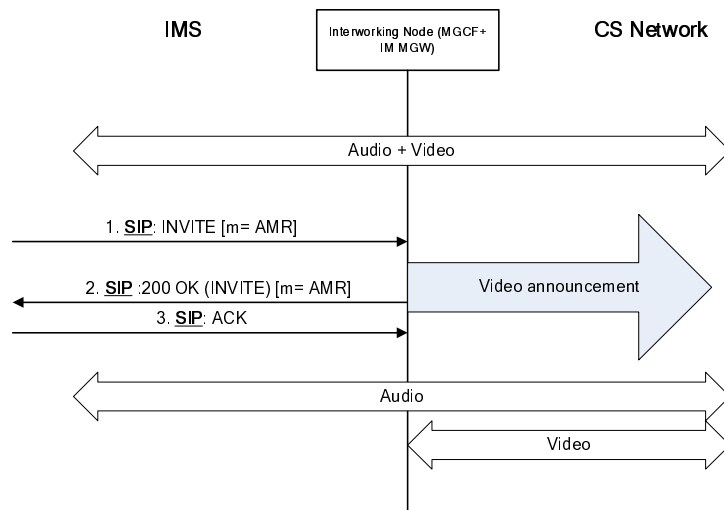 IMS
Interworking Node (MGCF+
IM MGW)
CS Network
Audio + Video
1. SIP: INVITE [m= AMR]
2. SIP :200 OK (INVITE) [m= AMR]
Video announcement
3. SIP: ACK
Audio
Video